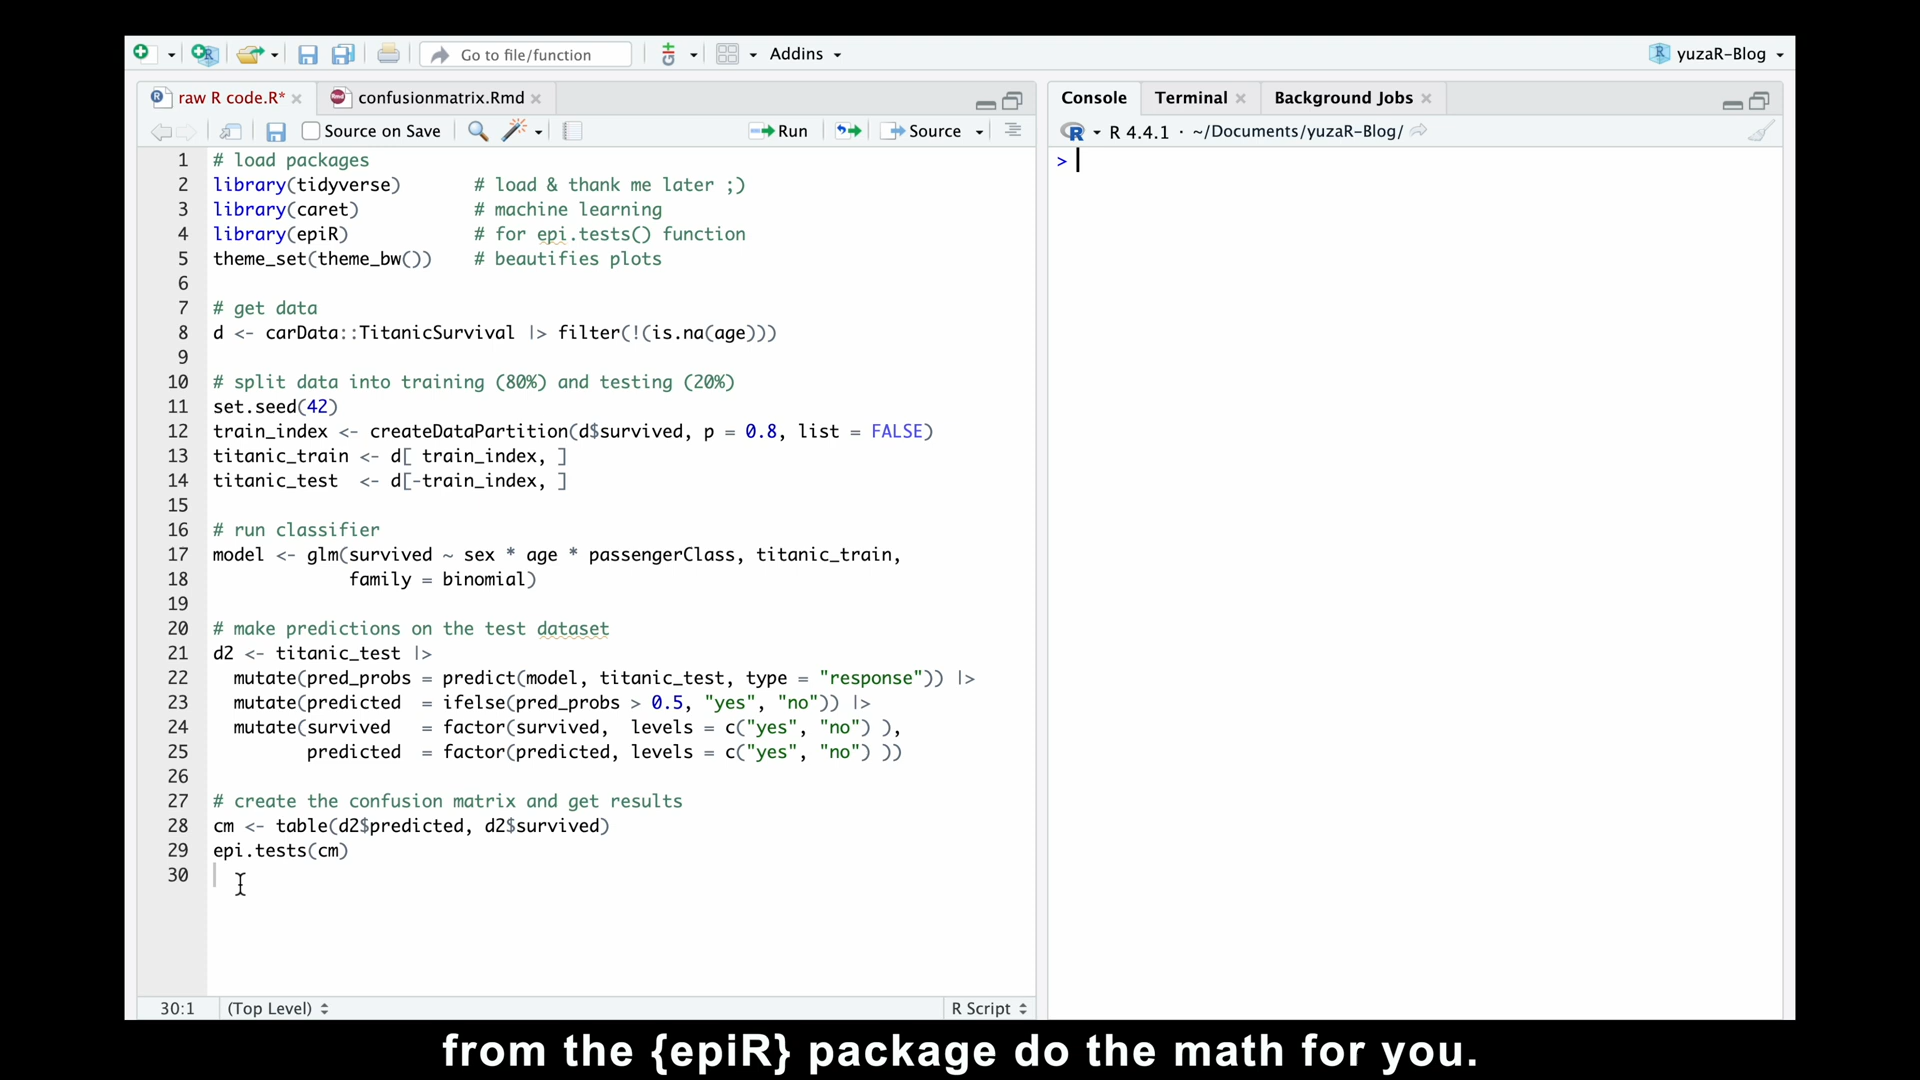 Go to file/function
Addins
yuzaR-Blog
raw R code.R*
confusionmatrix.Rmd
Source on Save
Run
Source
1 # load packages
2 library(tidyverse) # load & thank me later ;)
3 library(caret) # machine learning
4 library(epiR) # for epi.tests() function
5 theme_set(theme_bw()) # beautifies plots
6
7 # get data
8 d <- carData::TitanicSurvival |> filter(!(is.na(age)))
9
10 # split data into training (80%) and testing (20%)
11 set.seed(42)
12 train_index <- createDataPartition(d$survived, p = 0.8, list = FALSE)
13 titanic_train <- d[ train_index, ]
14 titanic_test  <- d[-train_index, ]
15
16 # run classifier
17 model <- glm(survived ~ sex * age * passengerClass, titanic_train,
18 family = binomial)
19
20 # make predictions on the test dataset
21 d2 <- titanic_test |>
22 mutate(pred_probs = predict(model, titanic_test, type = "response")) |>
23 mutate(predicted  = ifelse(pred_probs > 0.5, "yes", "no")) |>
24 mutate(survived   = factor(survived,  levels = c("yes", "no") ),
25 predicted  = factor(predicted, levels = c("yes", "no") ))
26
27 # create the confusion matrix and get results
28 cm <- table(d2$predicted, d2$survived)
29 epi.tests(cm)
30
30:1 (Top Level) R Script
Console Terminal Background Jobs
R 4.4.1 · ~/Documents/yuzaR-Blog/
>
from the {epiR} package do the math for you.